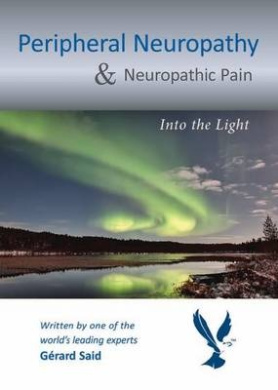 Peripheral Neuropathy
& Neuropathic Pain
Into the Light
Written by one of the
world's leading experts
Gérard Said